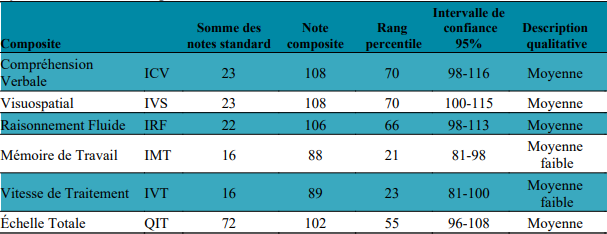 Composite Somme des notes standard Note composite Rang percentile Intervalle de confiance 95% Description qualitative
Compréhension Verbale ICV 23 108 70 98-116 Moyenne
Visuospatial IVS 23 108 70 100-115 Moyenne
Raisonnement Fluide IRF 22 106 66 98-113 Moyenne
Mémoire de Travail IMT 16 88 21 81-98 Moyenne faible
Vitesse de Traitement IVT 16 89 23 81-100 Moyenne faible
Échelle Totale QIT 72 102 55 96-108 Moyenne